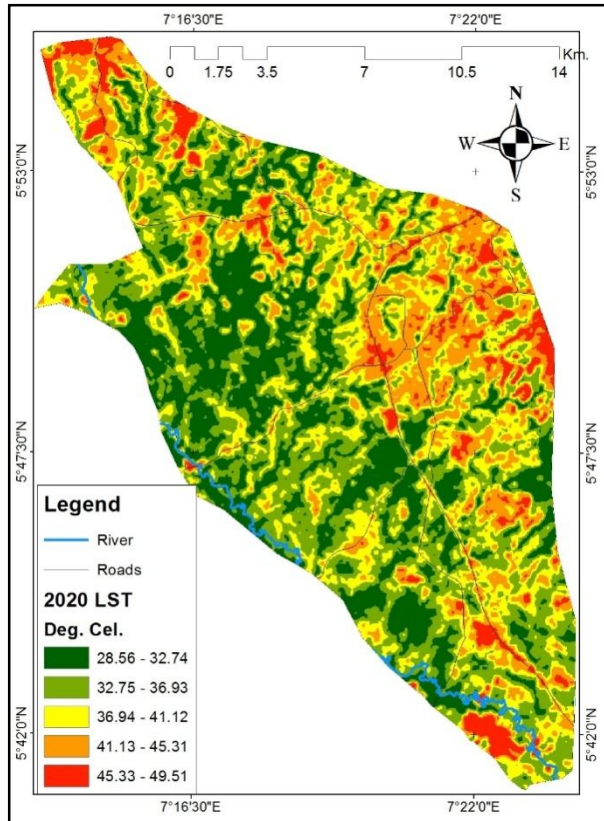 7°16'30"E 7°22'0"E
Km.
0 1.75 3.5 7 10.5 14
N
W E
S
5°53'0"N 5°53'0"N
5°47'30"N 5°47'30"N
Legend
River
Roads
2020 LST
Deg. Cel.
28.56 - 32.74
32.75 - 36.93
36.94 - 41.12
41.13 - 45.31
45.33 - 49.51
5°42'0"N 5°42'0"N
7°16'30"E 7°22'0"E